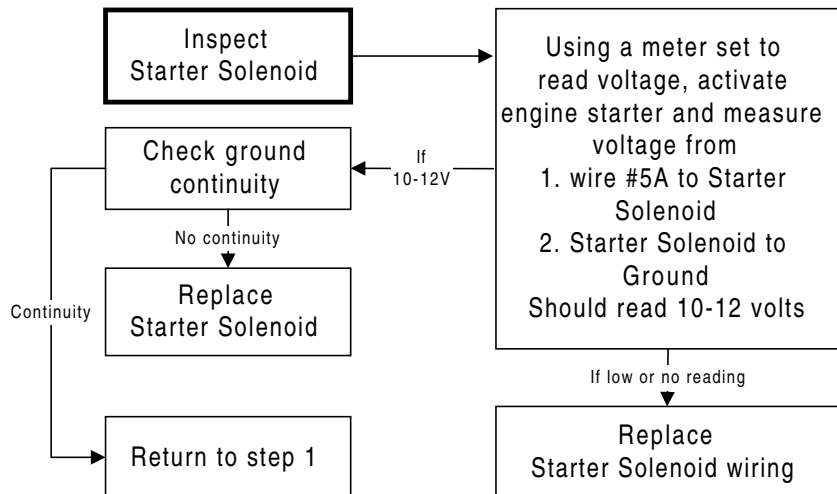 Inspect
Starter Solenoid
Using a meter set to
read voltage, activate
engine starter and measure
voltage from
1. wire #5A to Starter
Solenoid
2. Starter Solenoid to
Ground
Should read 10-12 volts
If
10-12V
Check ground
continuity
No continuity
Replace
Starter Solenoid
Continuity
Return to step 1
If low or no reading
Replace
Starter Solenoid wiring